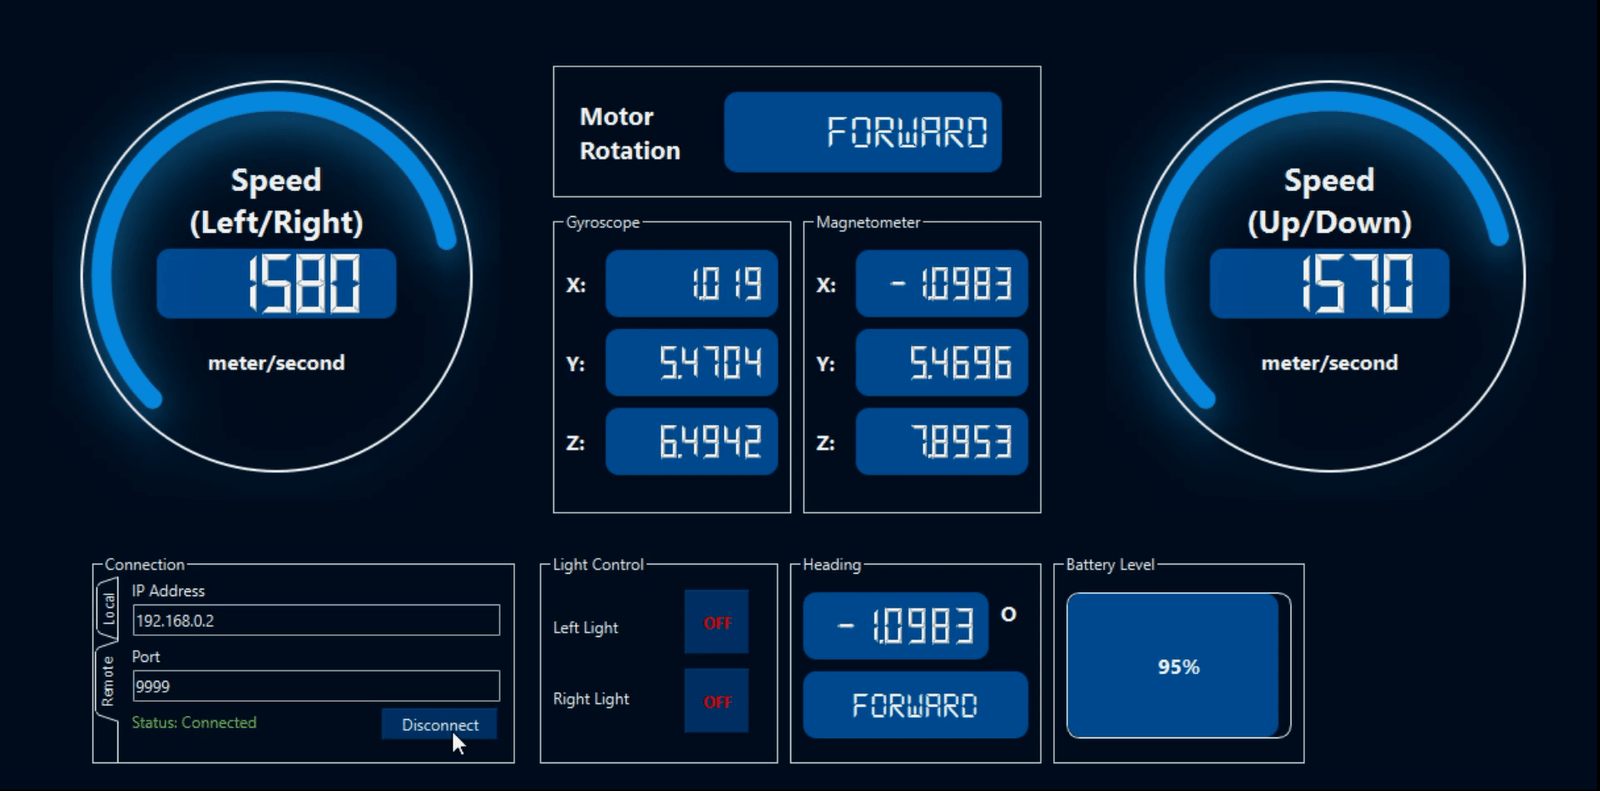 Motor
Rotation
FORWARD
Speed
(Left/Right)
1580
meter/second
Gyroscope
X: 1.019
Y: 5.4704
Z: 6.4942
Magnetometer
X: -1.0983
Y: 5.4696
Z: 7.8953
Speed
(Up/Down)
1570
meter/second
Connection
Local
Remote
IP Address
192.168.0.2
Port
9999
Status: Connected
Disconnect
Light Control
Left Light OFF
Right Light OFF
Heading
-1.0983 O
FORWARD
Battery Level
95%